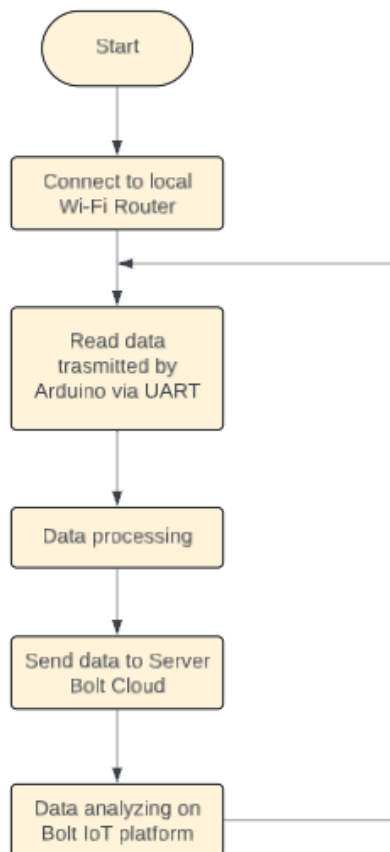 Start
Connect to local
Wi-Fi Router
Read data
trasmitted by
Arduino via UART
Data processing
Send data to Server
Bolt Cloud
Data analyzing on
Bolt IoT platform